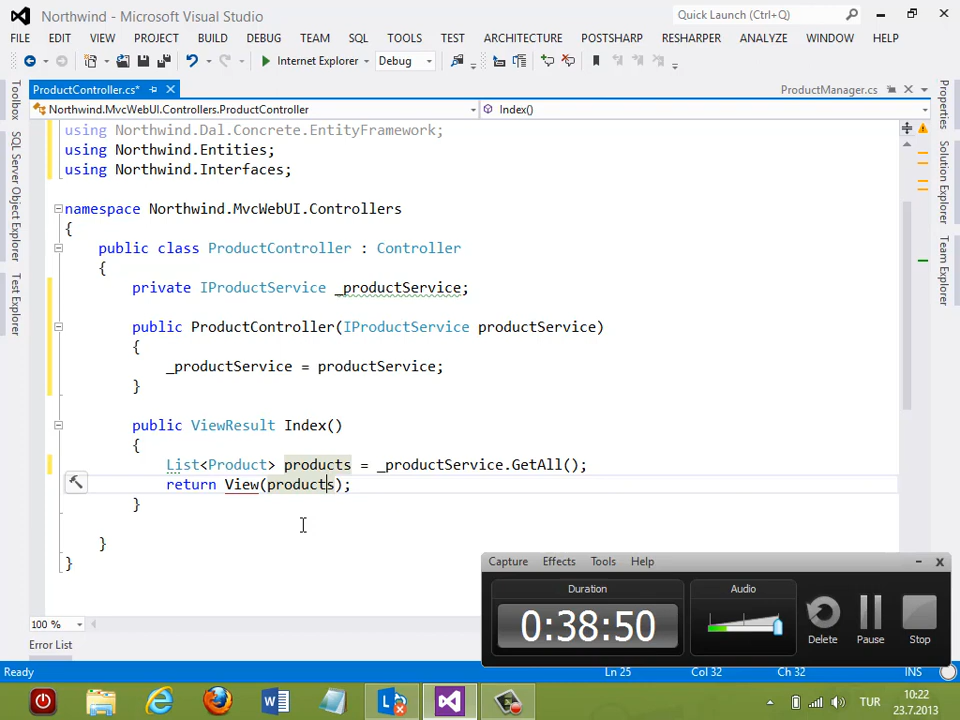 Northwind - Microsoft Visual Studio
Quick Launch (Ctrl+Q)
FILE EDIT VIEW PROJECT BUILD DEBUG TEAM SQL TOOLS TEST ARCHITECTURE POSTSHARP RESHARPER ANALYZE WINDOW HELP
Internet Explorer Debug
ProductController.cs*
ProductManager.cs
Northwind.MvcWebUI.Controllers.ProductController
Index()
Toolbox
SQL Server Object Explorer
Test Explorer
Properties
Solution Explorer
Team Explorer
using Northwind.Dal.Concrete.EntityFramework;
using Northwind.Entities;
using Northwind.Interfaces;
namespace Northwind.MvcWebUI.Controllers
{
public class ProductController : Controller
{
private IProductService _productService;
public ProductController(IProductService productService)
{
_productService = productService;
}
public ViewResult Index()
{
List<Product> products = _productService.GetAll();
return View(products);
}
}
}
Capture Effects Tools Help
Duration
0:38:50
Audio
Delete
Pause
Stop
100 %
Error List
Ready
Ln 25
Col 32
Ch 32
INS
TUR
10:22
23.7.2013